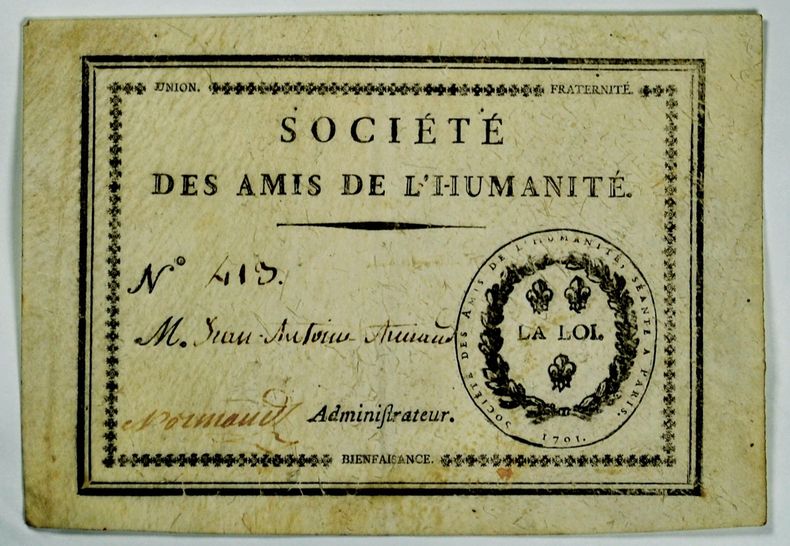 UNION. FRATERNITÉ.
SOCIÉTÉ
DES AMIS DE L'HUMANITÉ.
N° 413.
M. Jean-Antoine
SOCIÉTÉ DES AMIS DE L'HUMANITÉ, SÉANTE A PARIS.
LA LOI.
1791.
Normand Adminiſtrateur.
BIENFAISANCE.